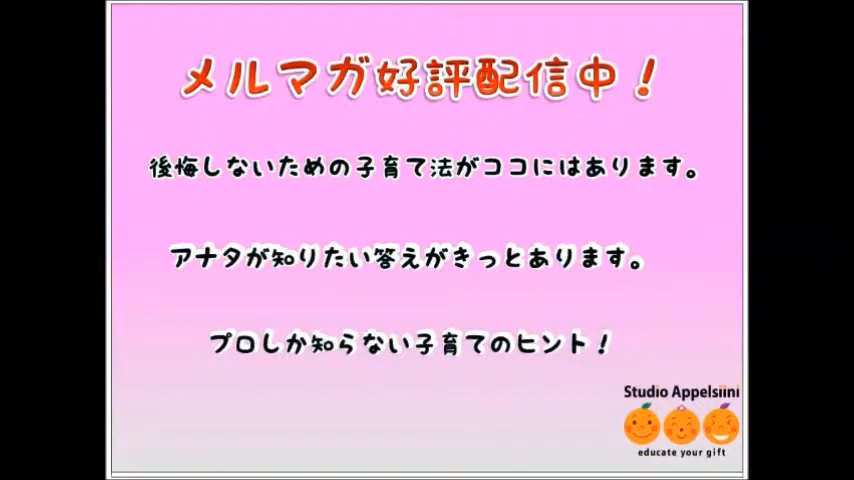 メルマガ好評配信中！
後悔しないための子育て法がココにはあります。
アナタが知りたい答えがきっとあります。
プロしか知らない子育てのヒント！
Studio Appelsiini
educate your gift